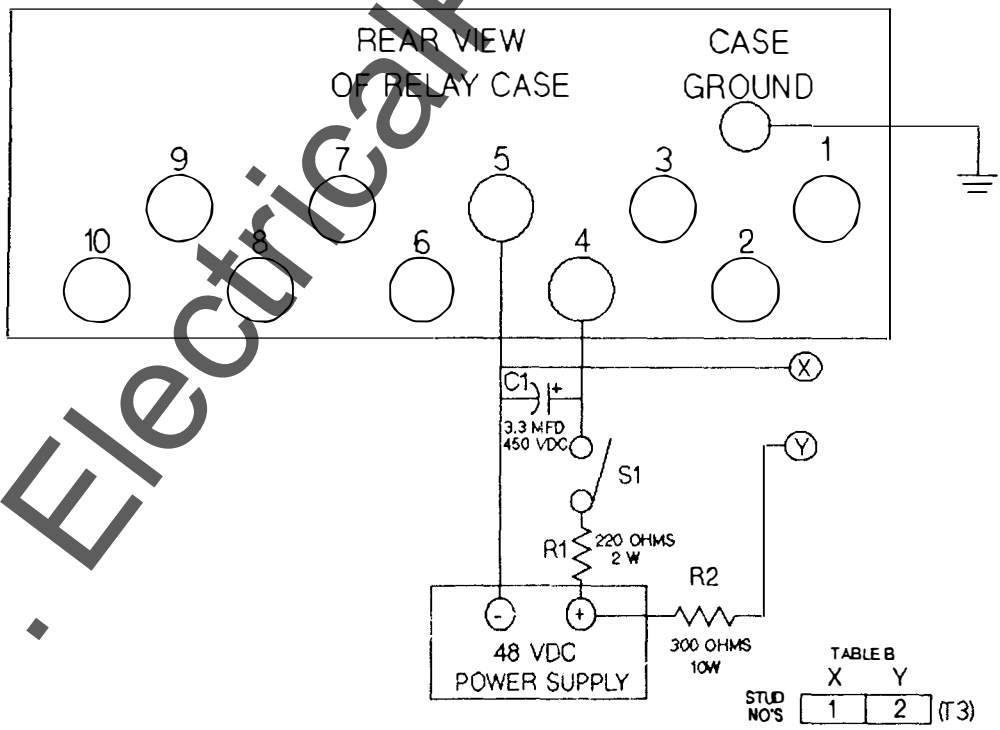 REAR VIEW
OF RELAY CASE
CASE
GROUND
9
7
5
3
1
10
8
6
4
2
X
C1
+
3.3 MFD
450 VDC
Y
S1
R1
220 OHMS
2 W
R2
300 OHMS
10W
-
+
48 VDC
POWER SUPPLY
TABLE B
X Y
STUD
NO'S
1 2 (T3)
. Electrical